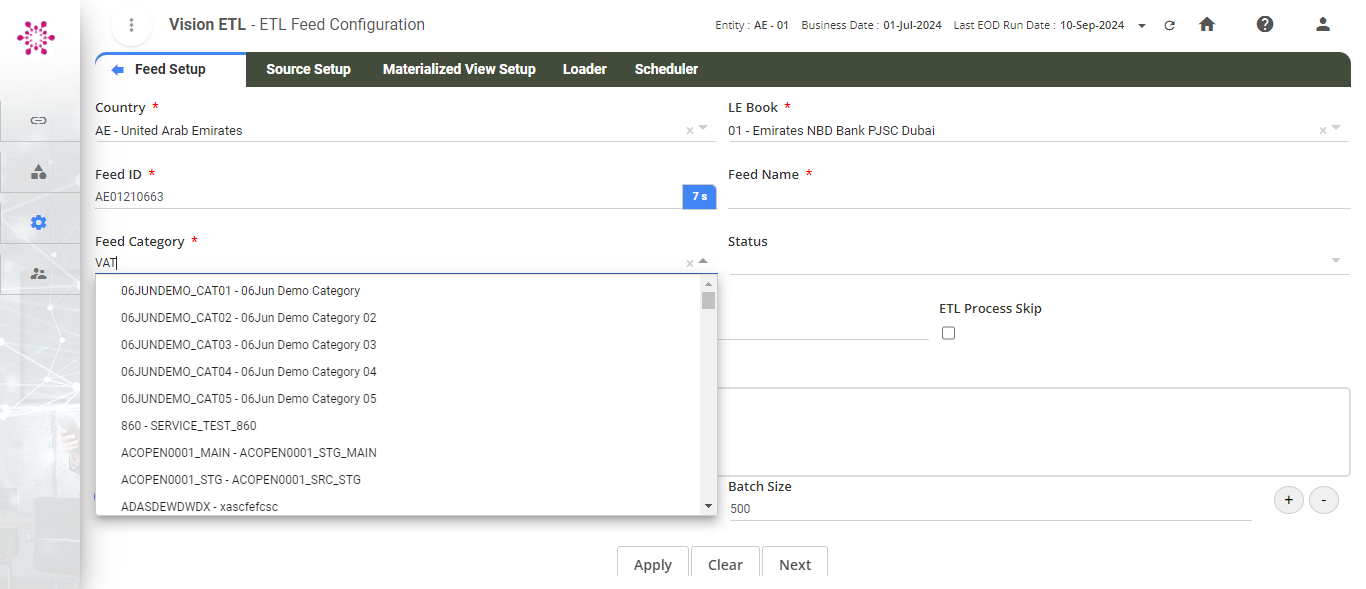 Vision ETL - ETL Feed Configuration
Entity : AE - 01 Business Date : 01-Jul-2024 Last EOD Run Date : 10-Sep-2024
Feed Setup Source Setup Materialized View Setup Loader Scheduler
Country *
AE - United Arab Emirates
LE Book *
01 - Emirates NBD Bank PJSC Dubai
Feed ID *
AE01210663
7 s
Feed Name *
Feed Category *
VAT
Status
06JUNDEMO_CAT01 - 06Jun Demo Category
06JUNDEMO_CAT02 - 06Jun Demo Category 02
06JUNDEMO_CAT03 - 06Jun Demo Category 03
06JUNDEMO_CAT04 - 06Jun Demo Category 04
06JUNDEMO_CAT05 - 06Jun Demo Category 05
860 - SERVICE_TEST_860
ACOPEN0001_MAIN - ACOPEN0001_STG_MAIN
ACOPEN0001_STG - ACOPEN0001_SRC_STG
ADASDEWDWDX - xascfefcsc
ETL Process Skip
Batch Size
500
+ -
Apply Clear Next